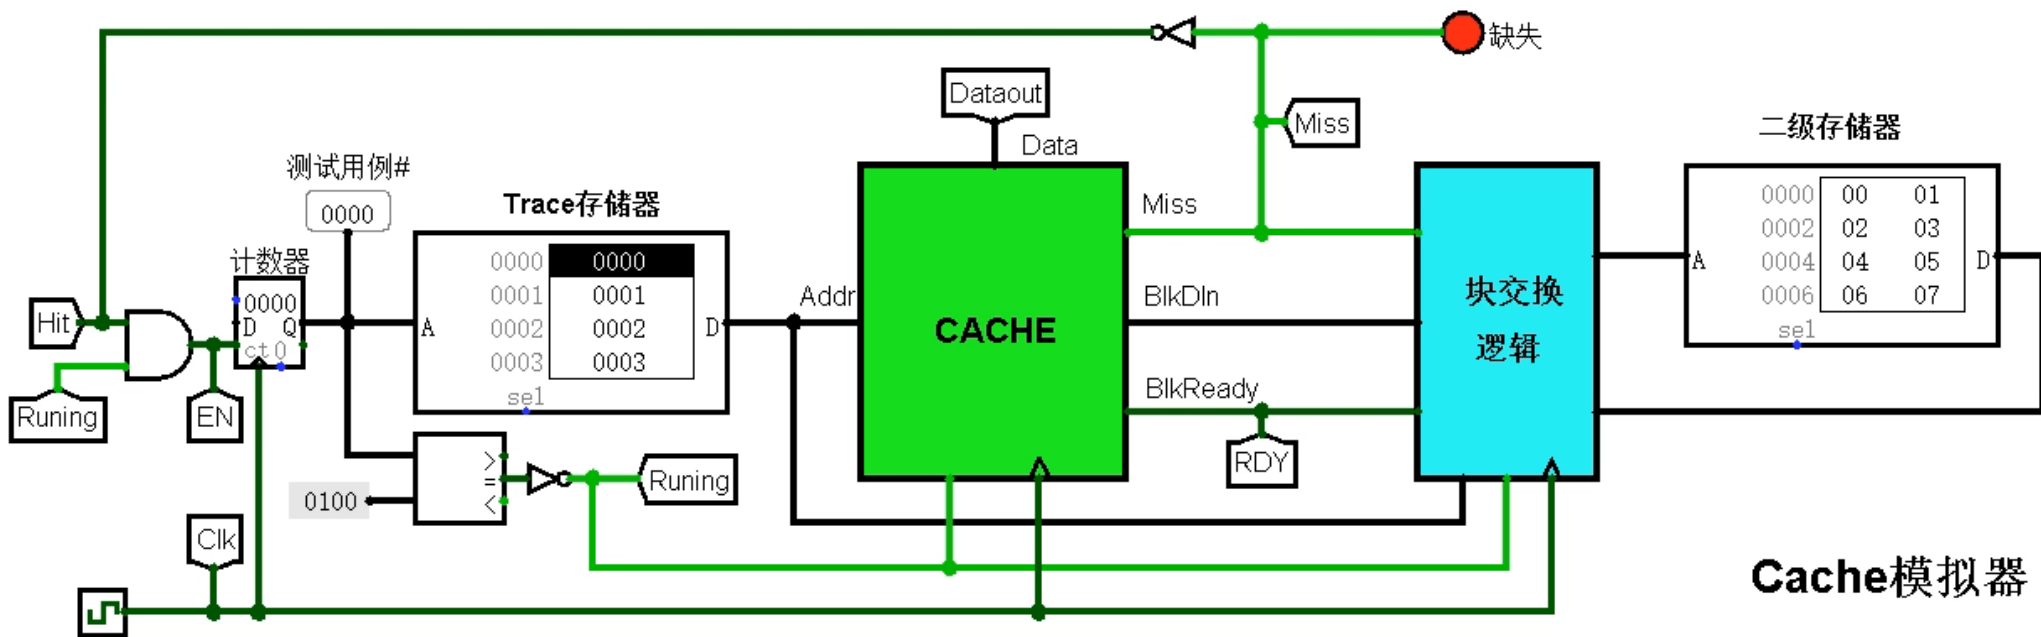 缺失
Dataout
Miss
Data
测试用例#
0000
Trace存储器
二级存储器
0000 00 01
0002 02 03
0004 04 05
0006 06 07
A
D
sel
Miss
计数器
0000
D Q
ct0
0000 0000
0001 0001
0002 0002
0003 0003
A
D
sel
Hit
Addr
CACHE
BlkDIn
块交换
逻辑
BlkReady
Runing
EN
>
=
<
0100
Runing
RDY
Clk
Cache模拟器